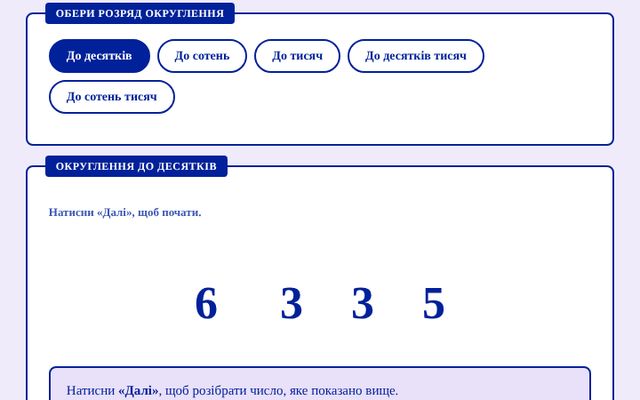 ОБЕРИ РОЗРЯД ОКРУГЛЕННЯ
До десятків До сотень До тисяч До десятків тисяч
До сотень тисяч
ОКРУГЛЕННЯ ДО ДЕСЯТКІВ
Натисни «Далі», щоб почати.
6 3 3 5
Натисни «Далі», щоб розібрати число, яке показано вище.